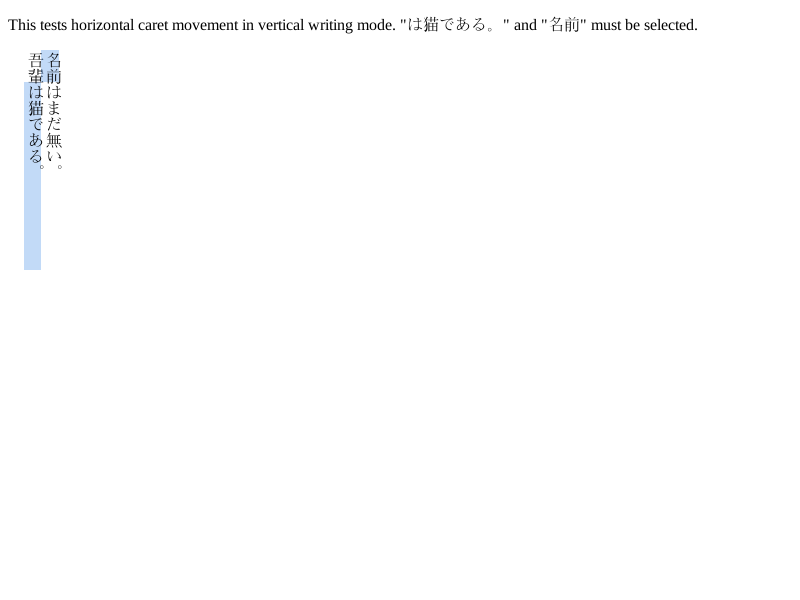 This tests horizontal caret movement in vertical writing mode. "は猫である。" and "名前" must be selected.
吾輩は猫である。
名前はまだ無い。